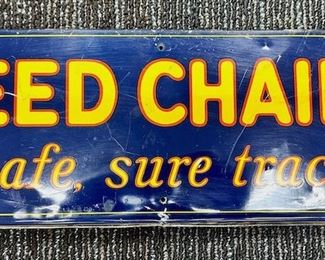 EED CHAI
afe, sure trac